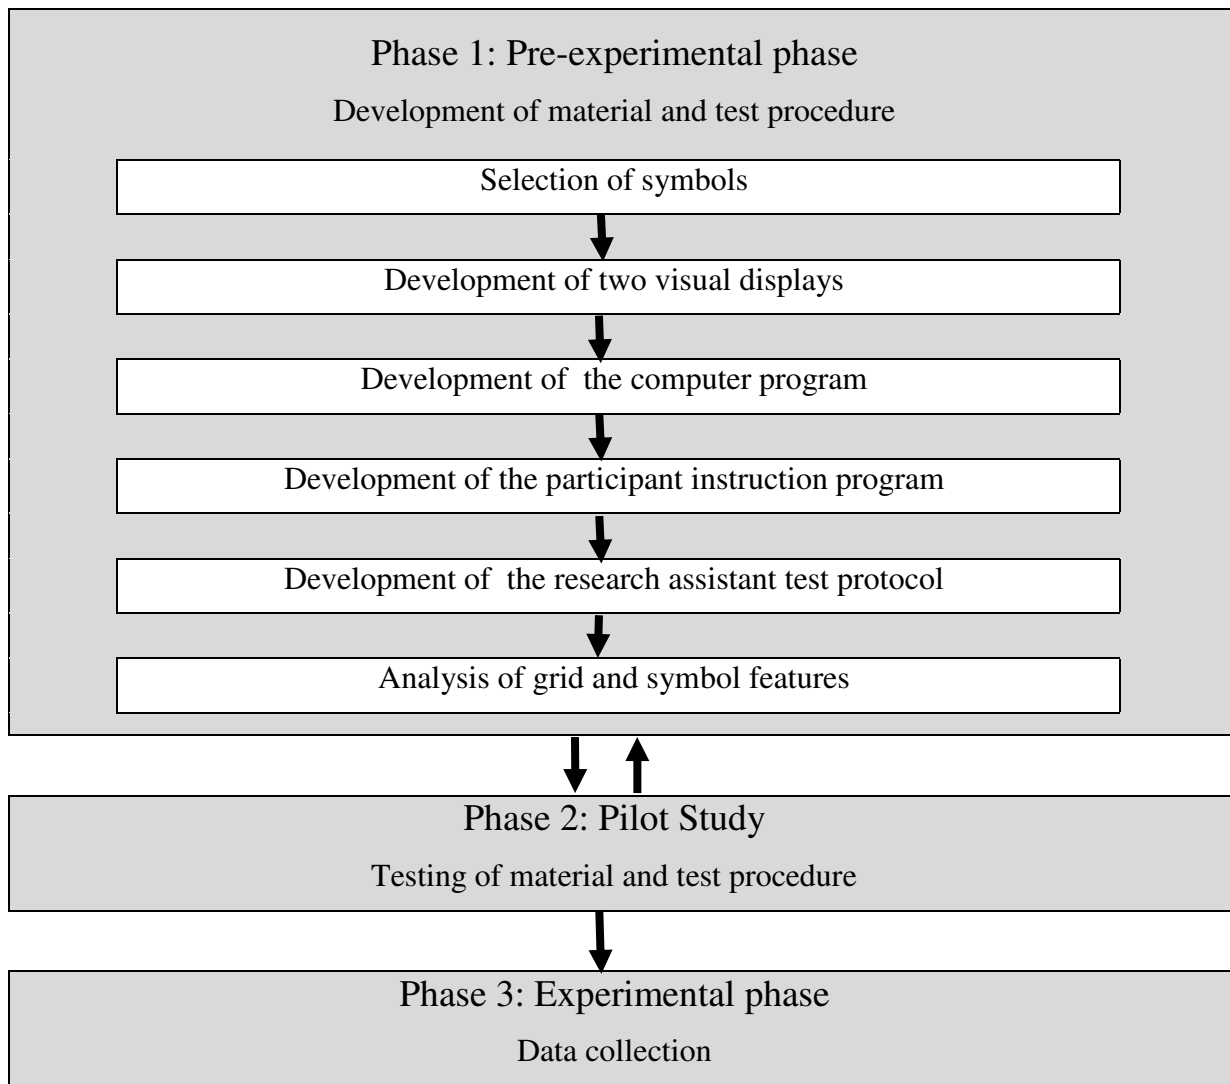 Phase 1: Pre-experimental phase
Development of material and test procedure
Selection of symbols
Development of two visual displays
Development of  the computer program
Development of the participant instruction program
Development of  the research assistant test protocol
Analysis of grid and symbol features
Phase 2: Pilot Study
Testing of material and test procedure
Phase 3: Experimental phase
Data collection